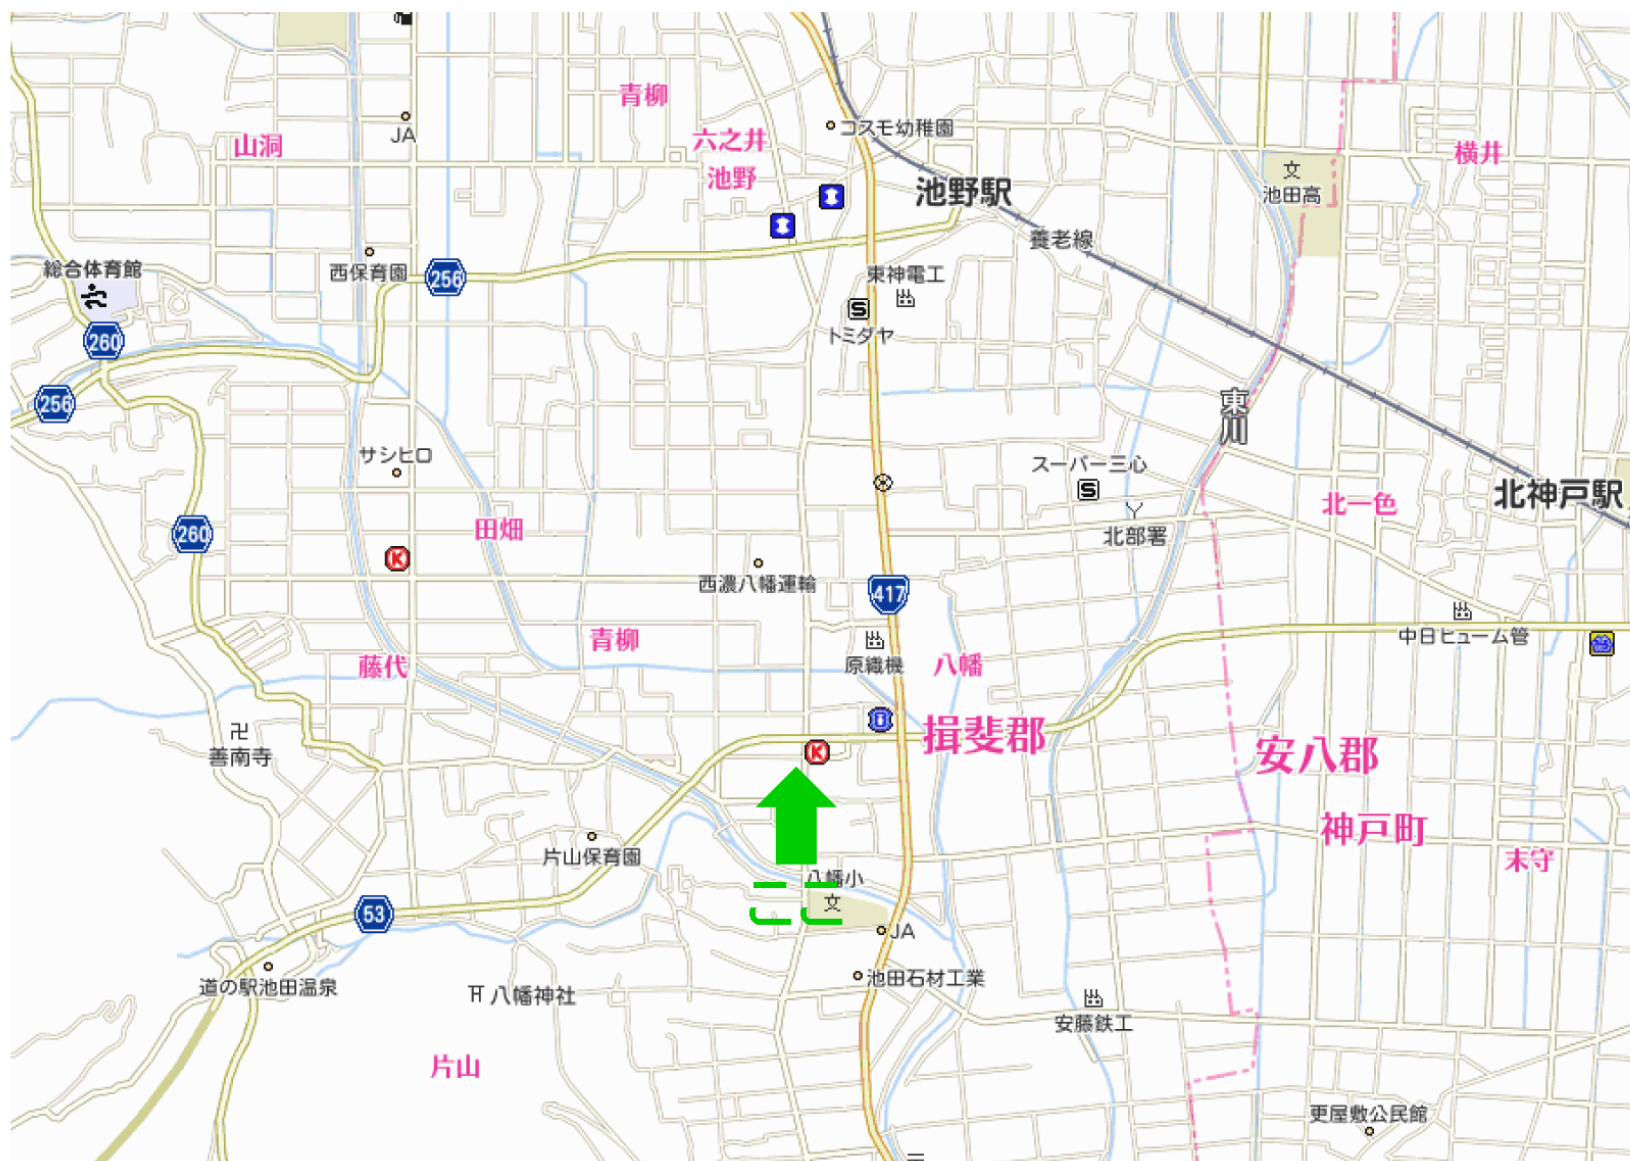 青柳
コスモ幼稚園
JA
山洞
六之井
池野
横井
文
池田高
池野駅
養老線
総合体育館
西保育園
256
東神電工
S
トミダヤ
260
256
東川
サシヒロ
スーパー三心
S
北神戸駅
北一色
田畑
260
北部署
K
西濃八幡運輸
417
中日ヒューム管
青柳
原織機
八幡
藤代
善南寺
揖斐郡
安八郡
K
神戸町
末守
片山保育園
八幡小
ここ
文
53
JA
池田石材工業
道の駅池田温泉
八幡神社
安藤鉄工
片山
更屋敷公民館